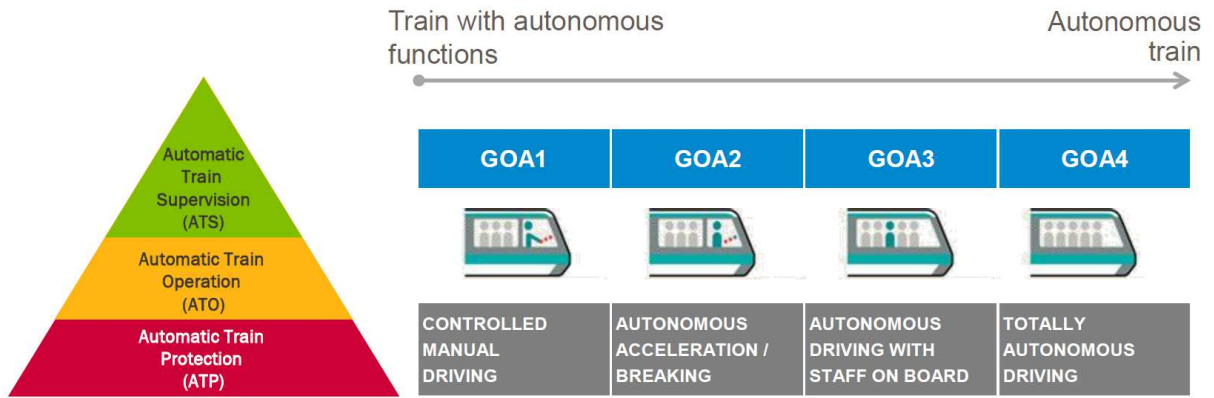 Train with autonomous
functions
Autonomous
train
Automatic
Train
Supervision
(ATS)
Automatic Train
Operation
(ATO)
Automatic Train
Protection
(ATP)
GOA1
GOA2
GOA3
GOA4
CONTROLLED
MANUAL
DRIVING
AUTONOMOUS
ACCELERATION /
BREAKING
AUTONOMOUS
DRIVING WITH
STAFF ON BOARD
TOTALLY
AUTONOMOUS
DRIVING